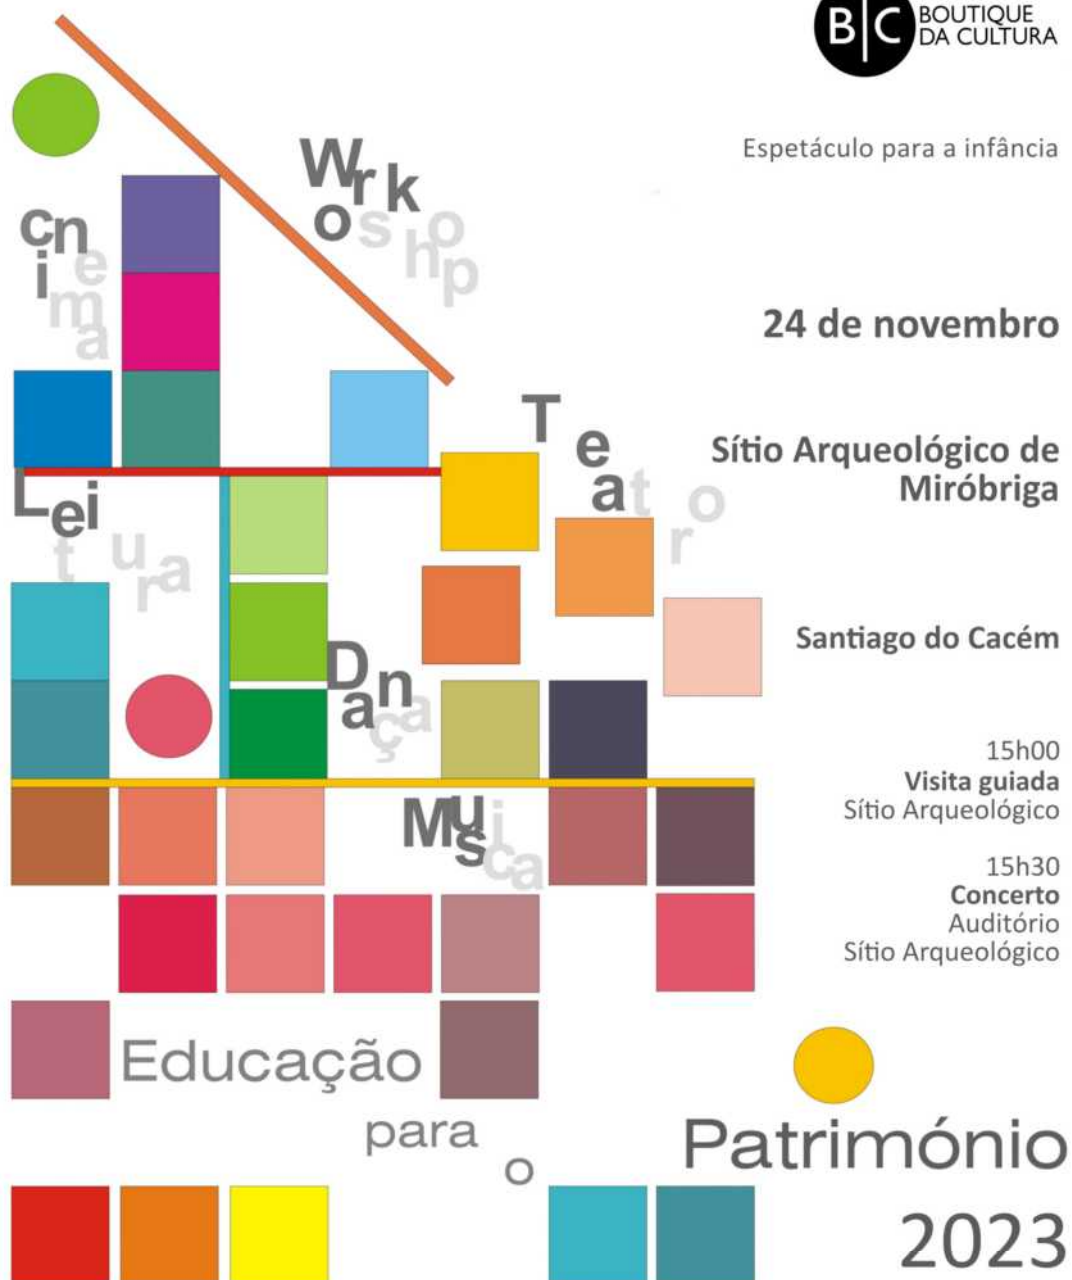 B|C BOUTIQUE
DA CULTURA
Espetáculo para a infância
Workshop
cinema
24 de novembro
Teatro
Sítio Arqueológico de
Miróbriga
Leitura
Santiago do Cacém
Dança
15h00
Visita guiada
Sítio Arqueológico
Musica
15h30
Concerto
Auditório
Sítio Arqueológico
Educação
para
o
Património
2023